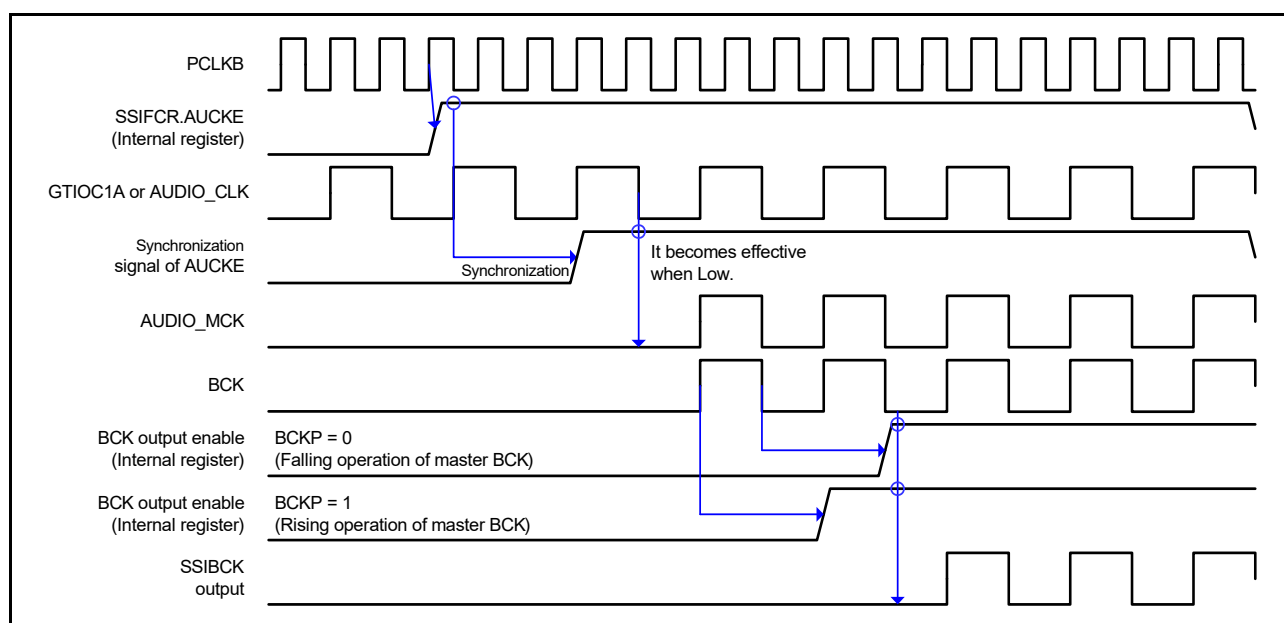 PCLKB
SSIFCR.AUCKE
(Internal register)
GTIOC1A or AUDIO_CLK
Synchronization
signal of AUCKE
Synchronization
It becomes effective
when Low.
AUDIO_MCK
BCK
BCK output enable
(Internal register)
BCKP = 0
(Falling operation of master BCK)
BCK output enable
(Internal register)
BCKP = 1
(Rising operation of master BCK)
SSIBCK
output